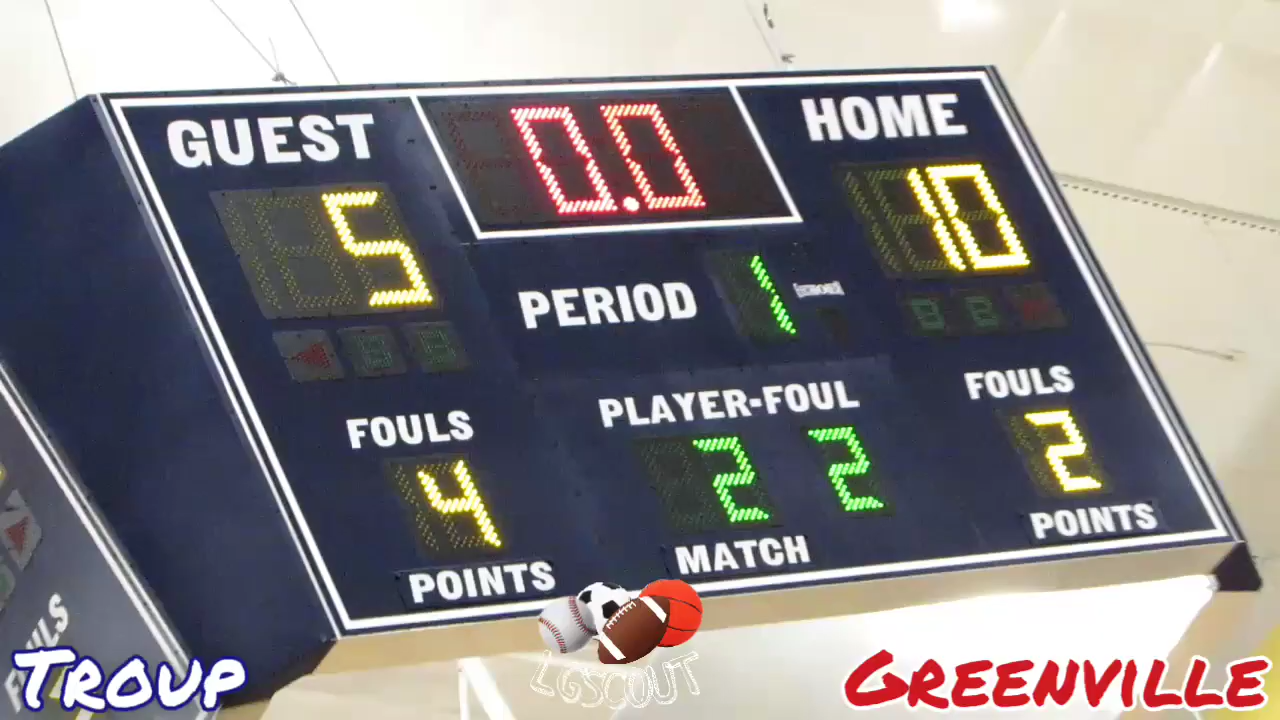 GUEST 0.0 HOME
5 10
PERIOD 1
FOULS PLAYER-FOUL FOULS
4 2 2 2
POINTS MATCH POINTS
TROUP LGSCOUT GREENVILLE